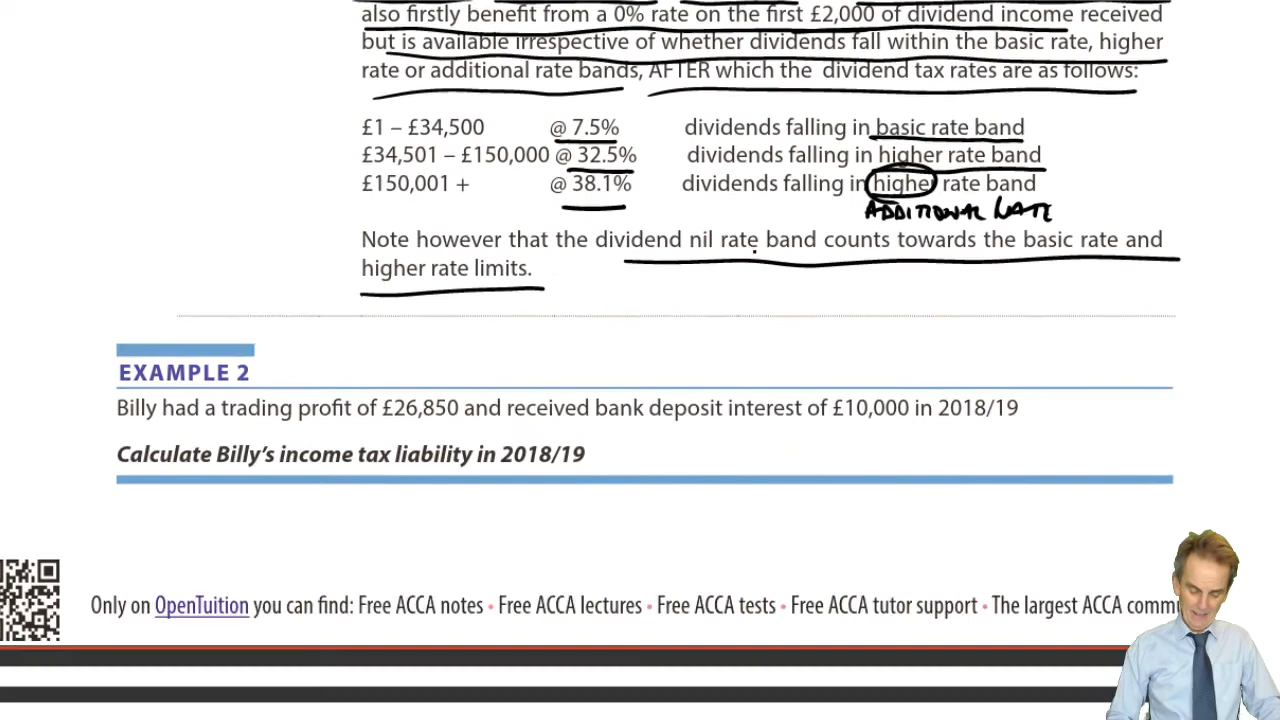 also firstly benefit from a 0% rate on the first £2,000 of dividend income received
but is available irrespective of whether dividends fall within the basic rate, higher
rate or additional rate bands, AFTER which the dividend tax rates are as follows:
£1 – £34,500 @ 7.5% dividends falling in basic rate band
£34,501 – £150,000 @ 32.5% dividends falling in higher rate band
£150,001 + @ 38.1% dividends falling in higher rate band
ADDITIONAL RATE
Note however that the dividend nil rate band counts towards the basic rate and
higher rate limits.
EXAMPLE 2
Billy had a trading profit of £26,850 and received bank deposit interest of £10,000 in 2018/19
Calculate Billy's income tax liability in 2018/19
Only on OpenTuition you can find: Free ACCA notes • Free ACCA lectures • Free ACCA tests • Free ACCA tutor support • The largest ACCA comm